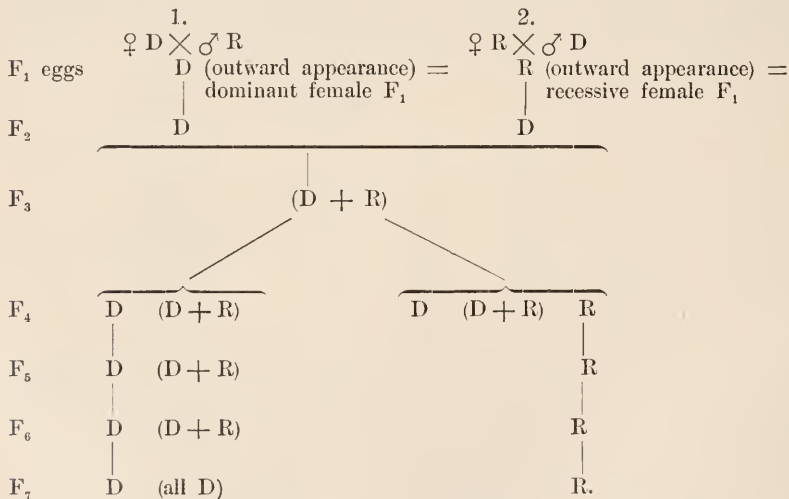 1. 2.
♀ D × ♂ R ♀ R × ♂ D
F₁ eggs D (outward appearance) = R (outward appearance) =
dominant female F₁ recessive female F₁
F₂ D D
F₃ (D + R)
F₄ D (D + R) D (D + R) R
F₅ D (D + R) R
F₆ D (D + R) R
F₇ D (all D) R.